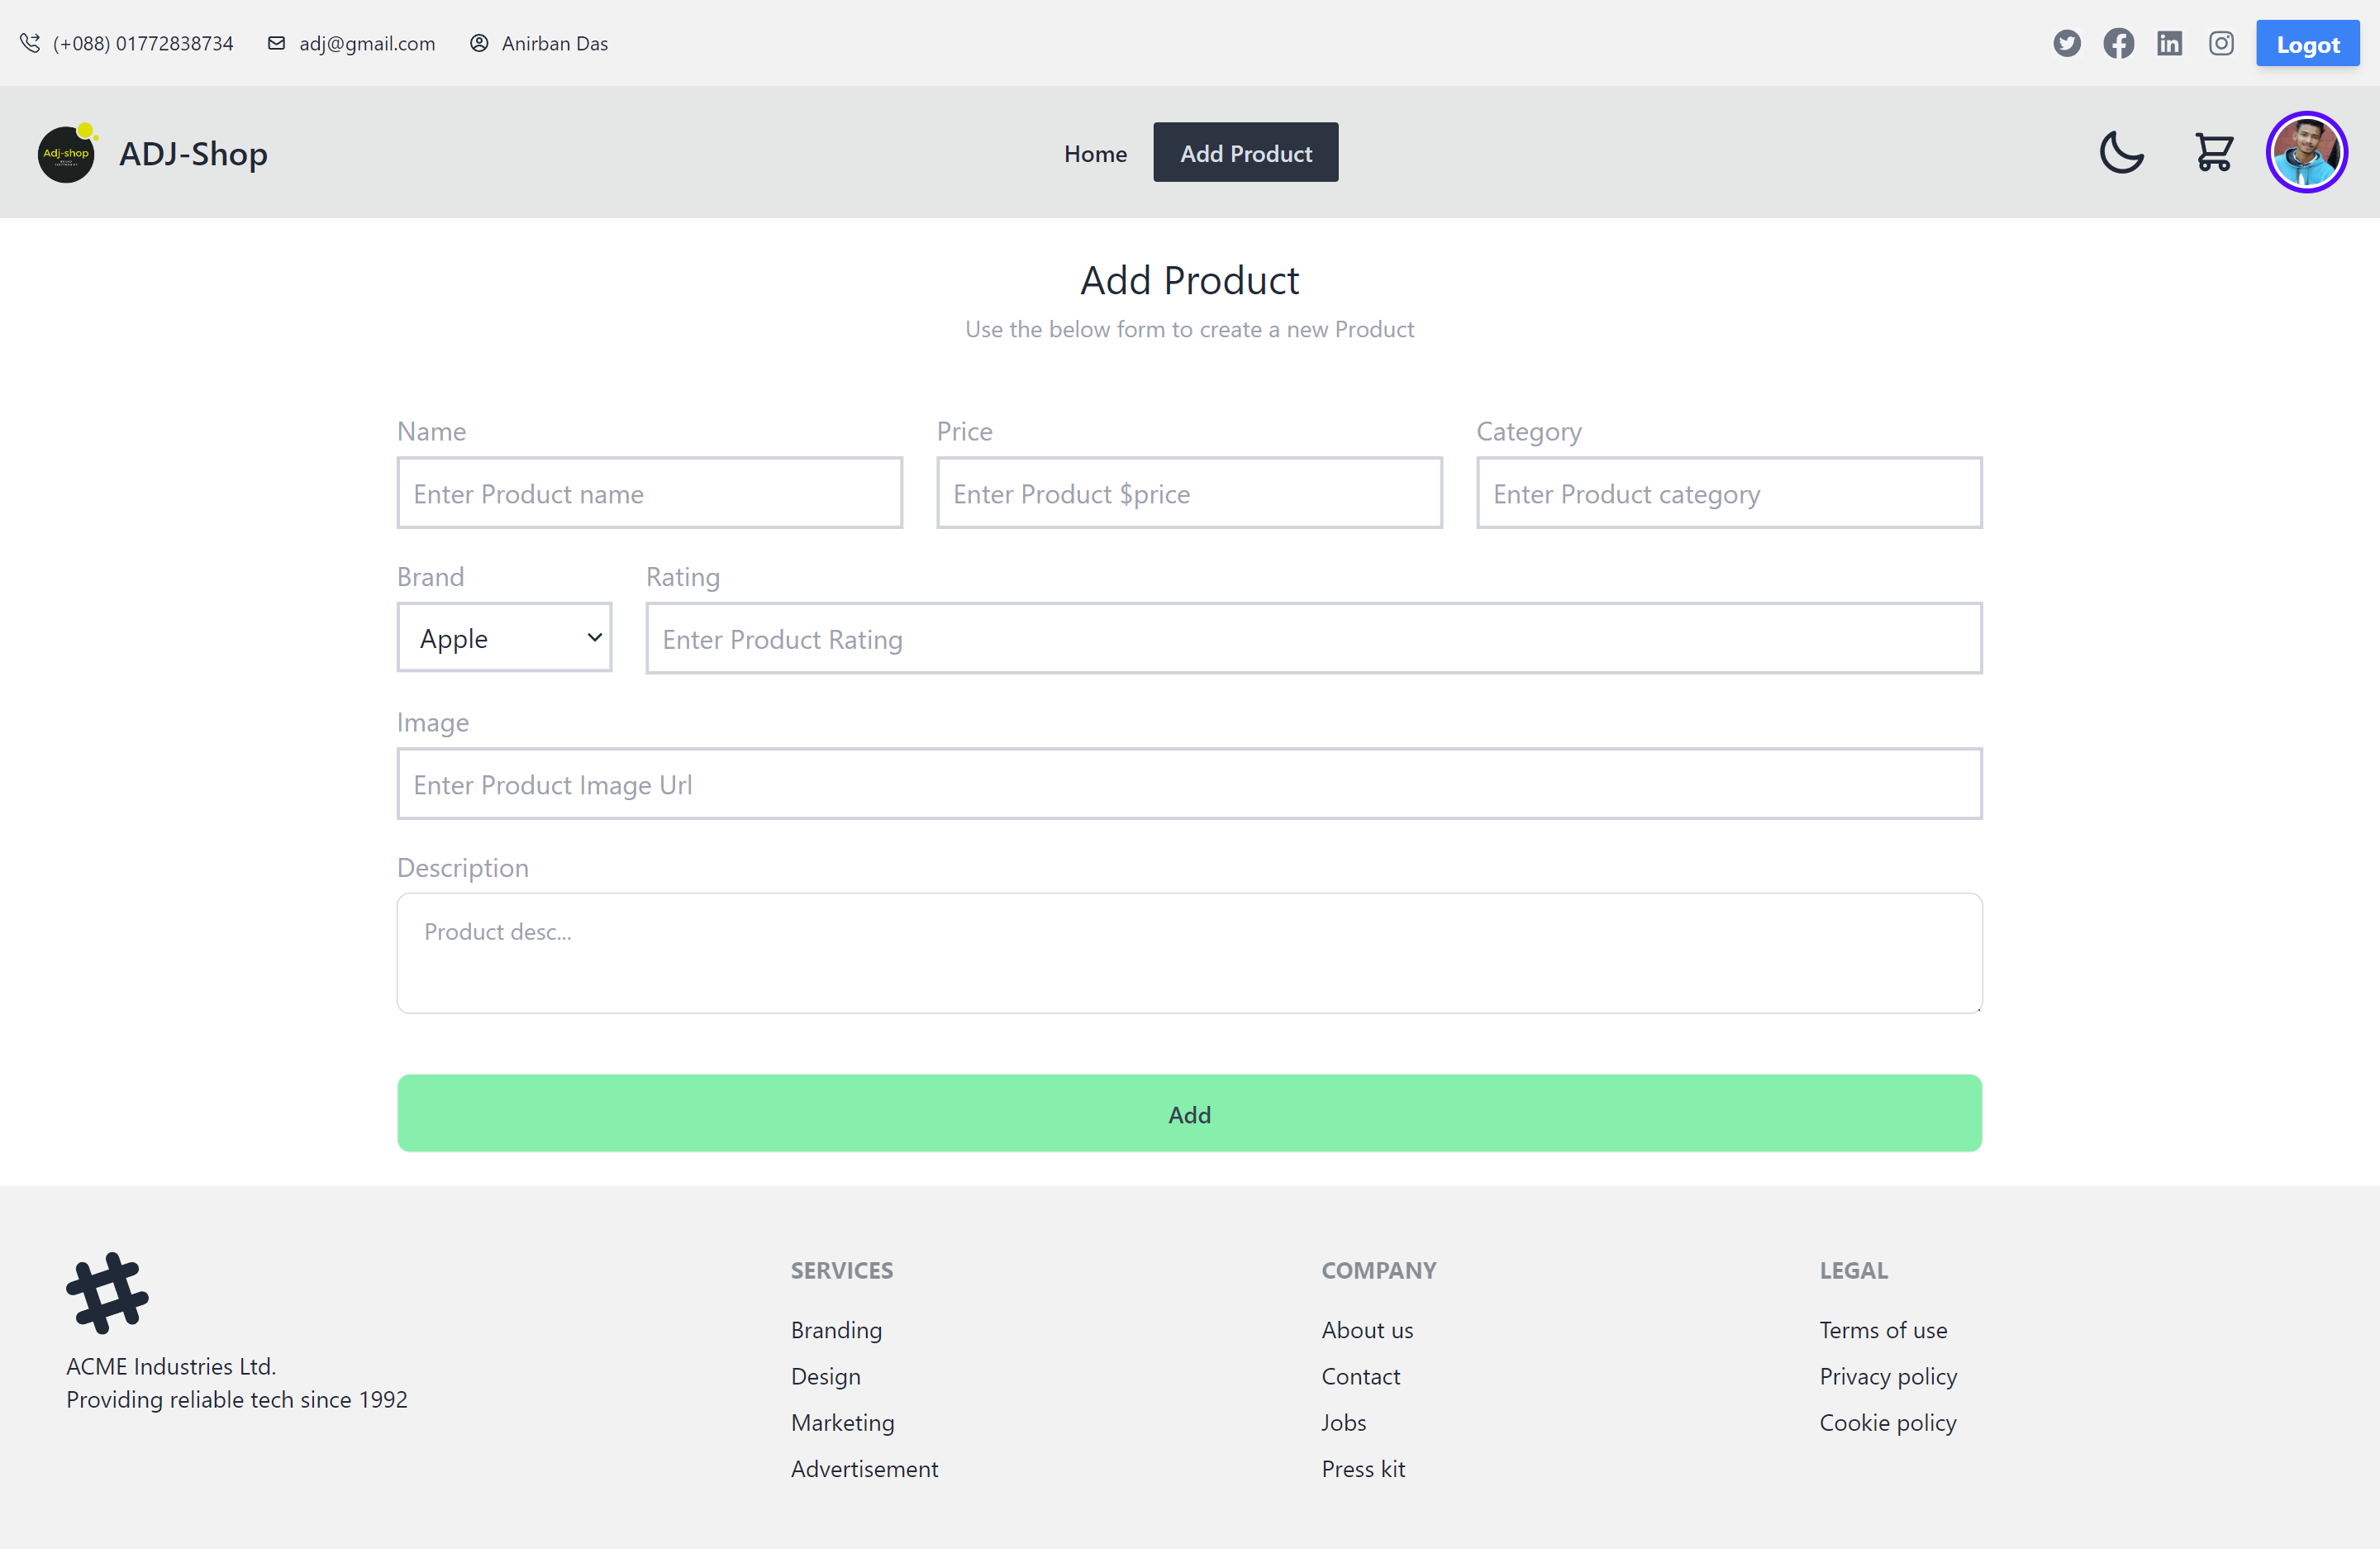 (+088) 01772838734 adj@gmail.com Anirban Das Logot
Adj-shop
ADJ-Shop Home Add Product
Add Product
Use the below form to create a new Product
Name Price Category
Enter Product name Enter Product $price Enter Product category
Brand Rating
Apple Enter Product Rating
Image
Enter Product Image Url
Description
Product desc...
Add
SERVICES COMPANY LEGAL
Branding About us Terms of use
Design Contact Privacy policy
Marketing Jobs Cookie policy
Advertisement Press kit
ACME Industries Ltd.
Providing reliable tech since 1992